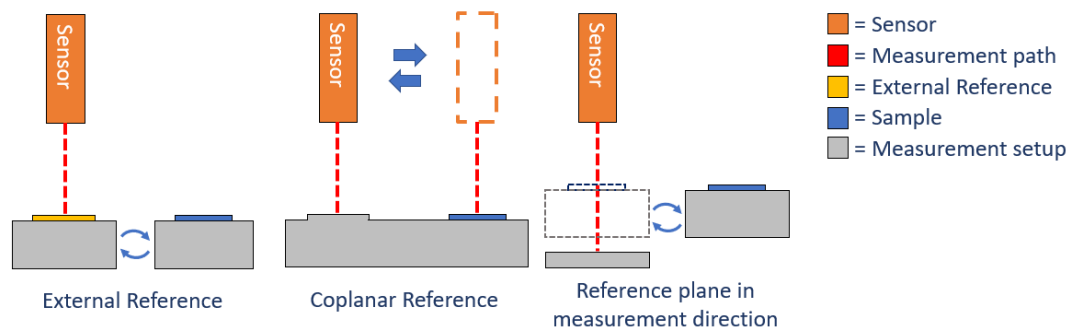 Sensor
Sensor
Sensor
= Sensor
= Measurement path
= External Reference
= Sample
= Measurement setup
External Reference
Coplanar Reference
Reference plane in
measurement direction